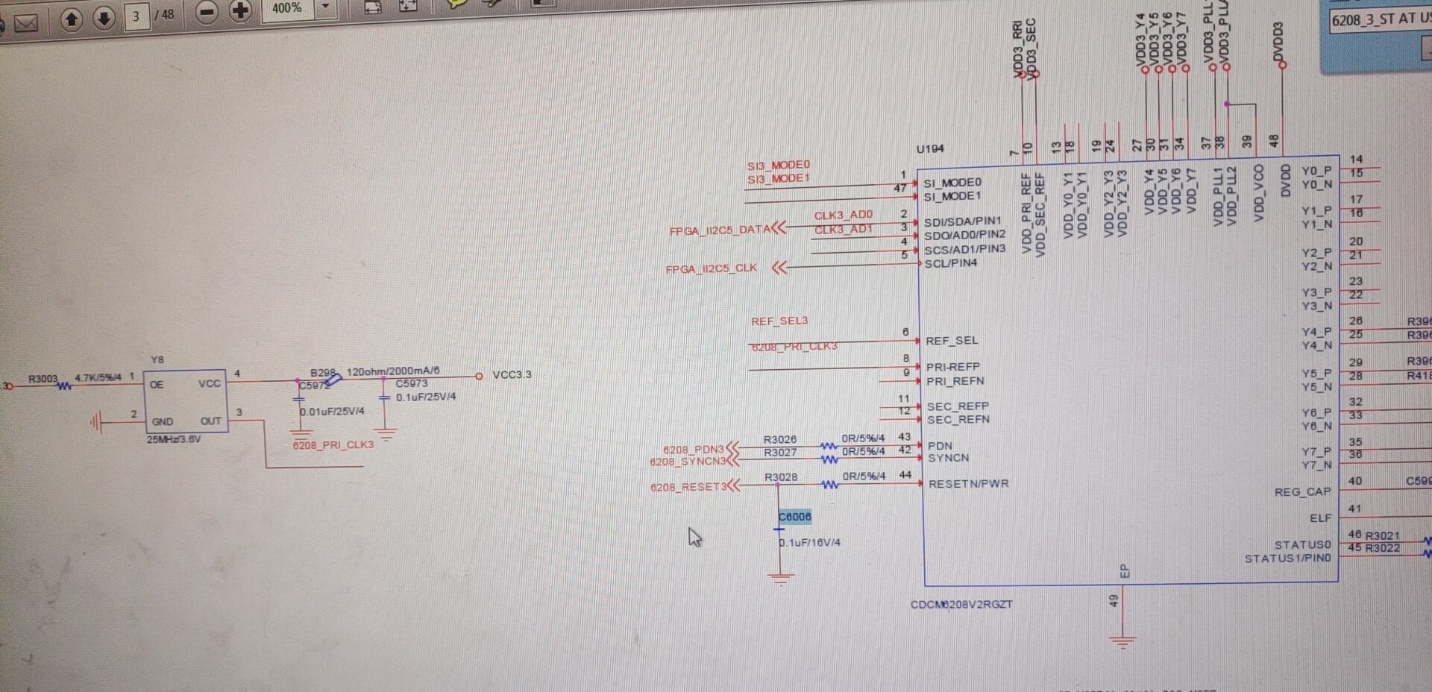 3 / 48
400%
6208_3_ST AT US
VDD3_SEC
VDD3_Y4
VDD3_Y5
VDD3_Y6
VDD3_Y7
DVDD3
U194
7
10
13
18
19
24
27
30
31
34
37
38
39
48
VDD_PRI_REF
VDD_SEC_REF
VDD_Y0_Y1
VDD_Y0_Y1
VDD_Y2_Y3
VDD_Y2_Y3
VDD_Y4
VDD_Y5
VDD_Y6
VDD_Y7
VDD_PLL1
VDD_PLL2
VDD_VCO
DVDD
SI3_MODE0
SI3_MODE1
1
47
SI_MODE0
SI_MODE1
FPGA_II2C5_DATA
CLK3_AD0
CLK3_AD1
2
3
4
5
SDI/SDA/PIN1
SDO/AD0/PIN2
SCS/AD1/PIN3
SCL/PIN4
FPGA_II2C5_CLK
REF_SEL3
6
REF_SEL
6208_PRI_CLK3
8
9
PRI-REFP
PRI_REFN
11
12
SEC_REFP
SEC_REFN
6208_PDN3
R3026
0R/5%/4
43
PDN
6208_SYNCN3
R3027
0R/5%/4
42
SYNCN
6208_RESET3
R3028
0R/5%/4
44
RESETN/PWR
C6006
0.1uF/16V/4
CDCM6208V2RGZT
EP
49
Y0_P
14
Y0_N
15
Y1_P
17
Y1_N
16
Y2_P
20
Y2_N
21
Y3_P
23
Y3_N
22
Y4_P
26
Y4_N
25
Y5_P
29
Y5_N
28
Y6_P
32
Y6_N
33
Y7_P
35
Y7_N
36
REG_CAP
40
ELF
41
STATUS0
46 R3021
STATUS1/PIN0
45 R3022
Y8
R3003
4.7K/5%/4
1
OE
VCC
4
2
GND
OUT
3
25MHz/3.6V
B298
120ohm/2000mA/6
VCC3.3
C5972
0.01uF/25V/4
C5973
0.1uF/25V/4
6208_PRI_CLK3